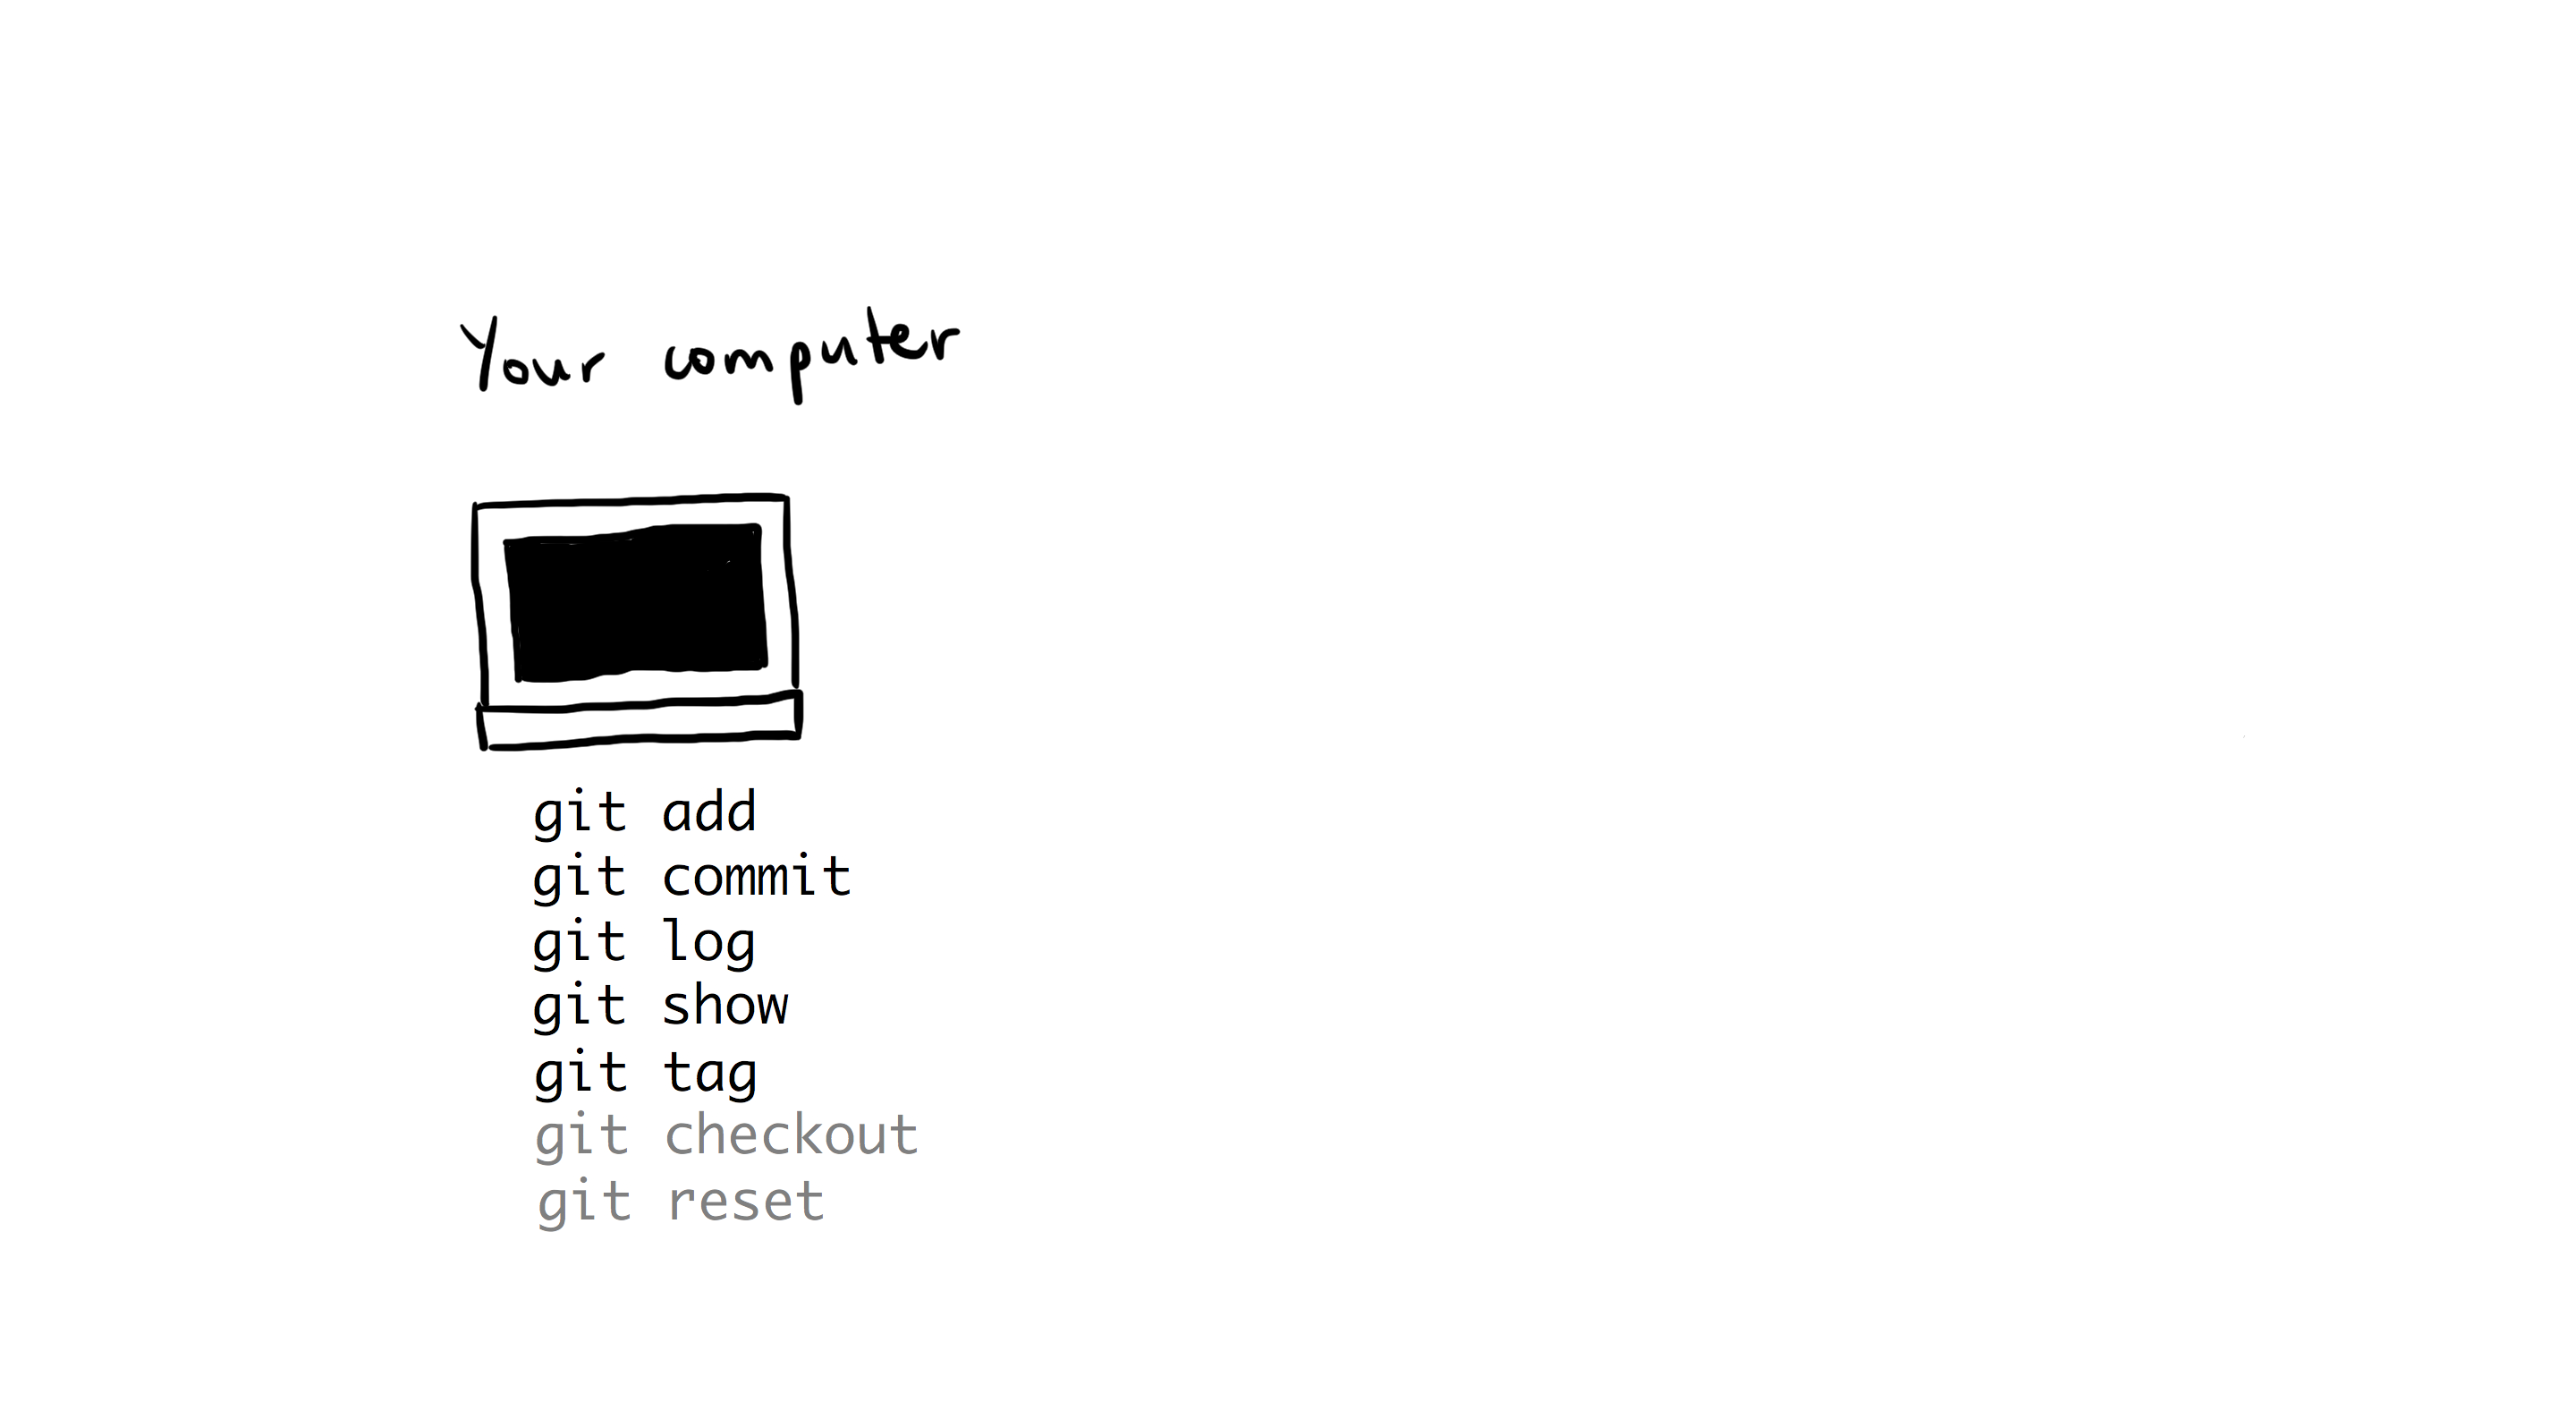 Your computer
git add
git commit
git log
git show
git tag
git checkout
git reset